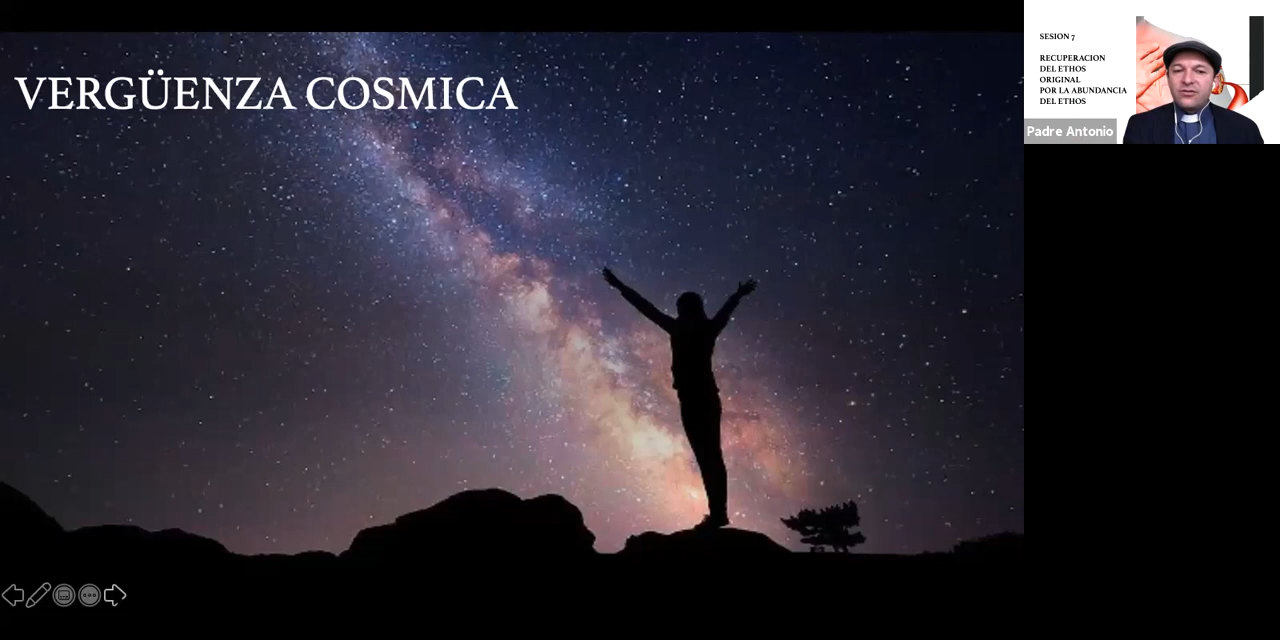 VERGÜENZA COSMICA
SESION 7
RECUPERACION
DEL ETHOS
ORIGINAL
POR LA ABUNDANCIA
DEL ETHOS
Padre Antonio